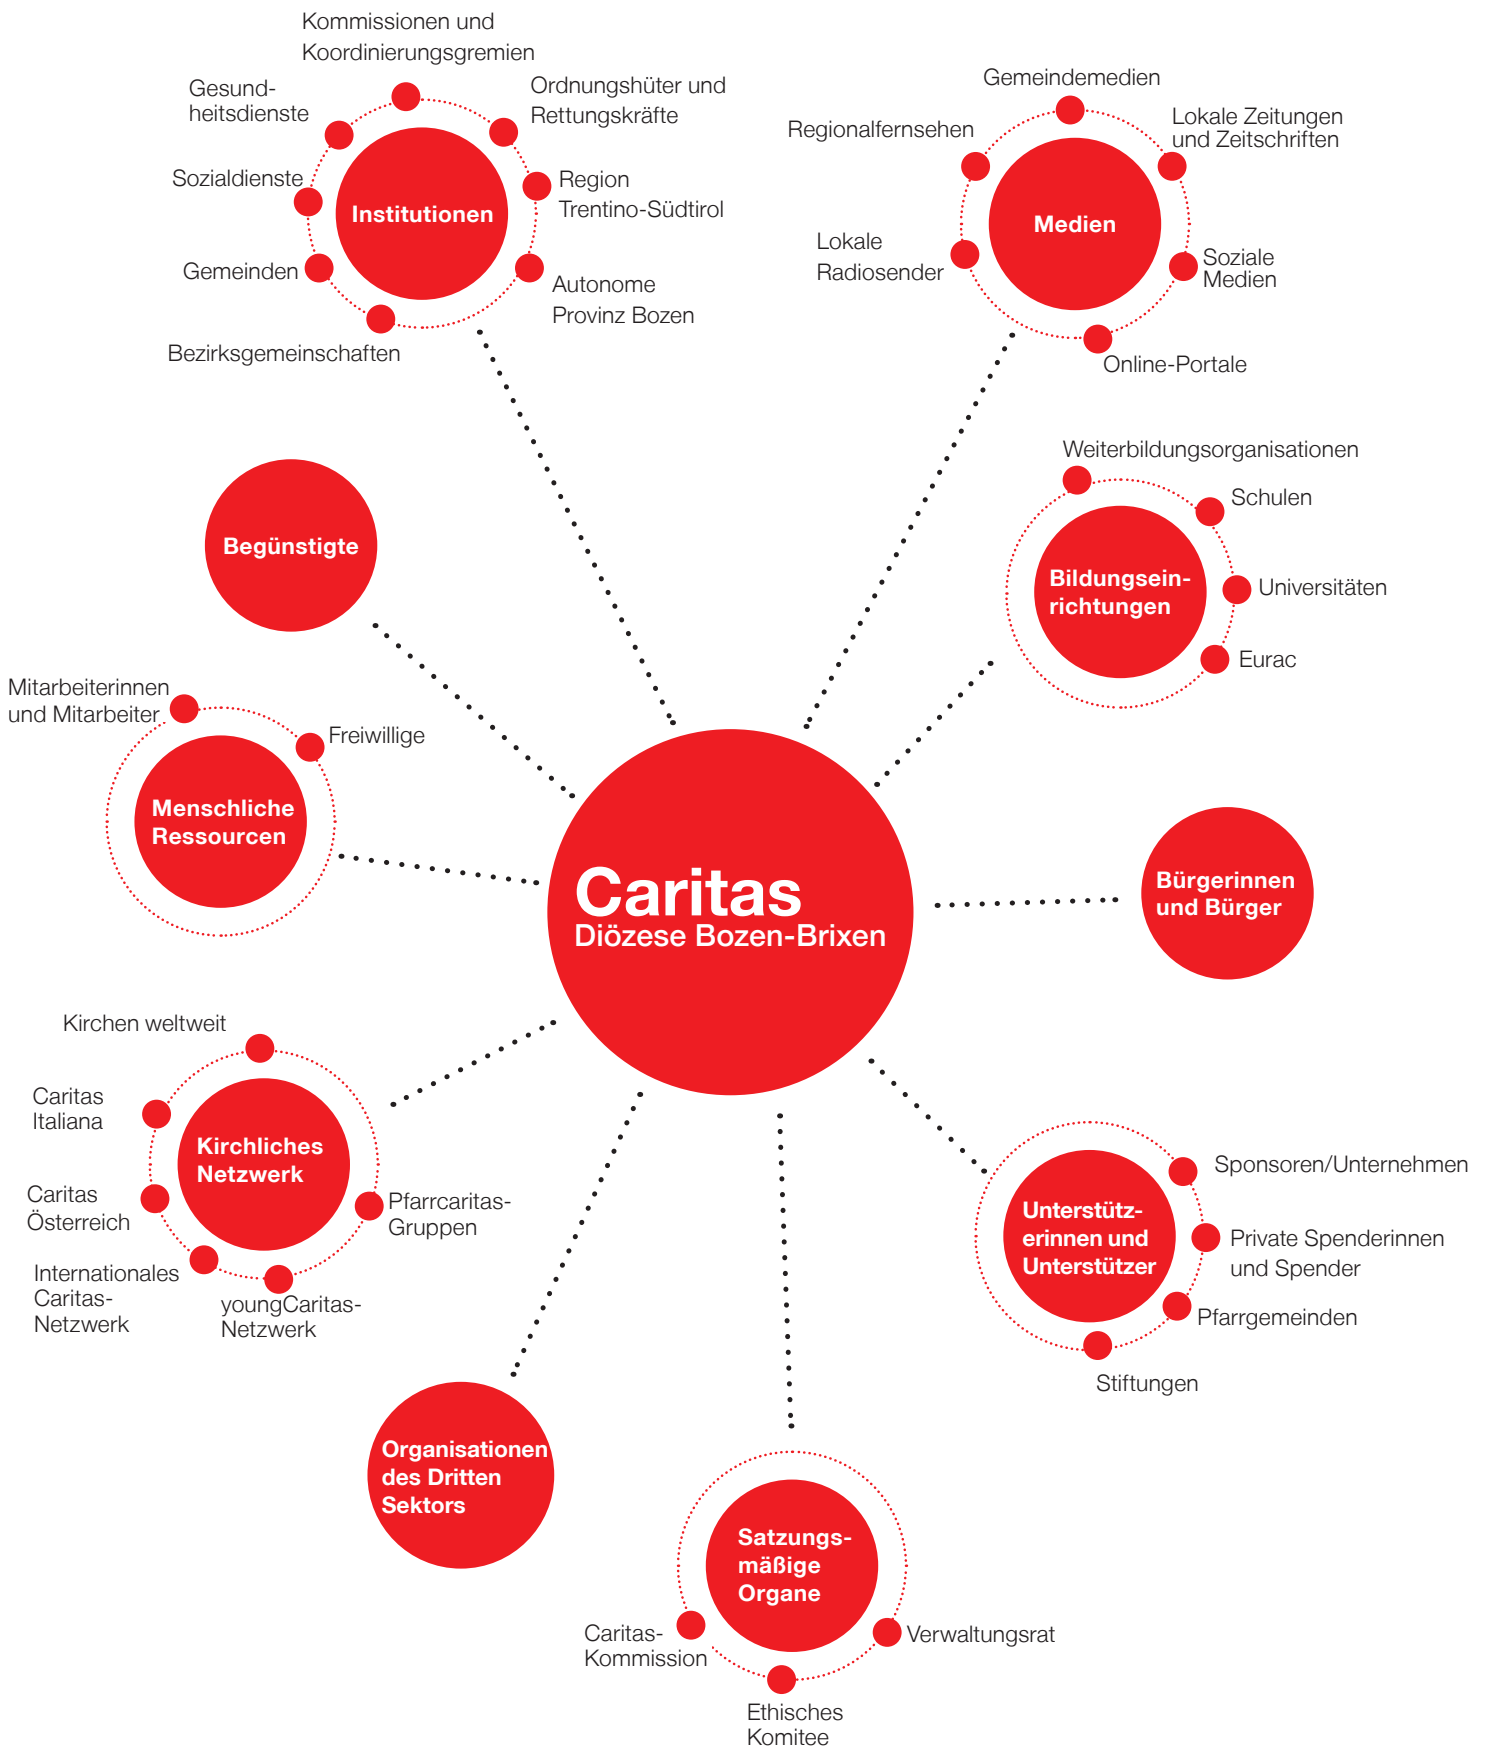 Kommissionen und
Koordinierungsgremien
Gesund-
heitsdienste
Ordnungshüter und
Rettungskräfte
Sozialdienste
Region
Trentino-Südtirol
Institutionen
Gemeinden
Autonome
Provinz Bozen
Bezirksgemeinschaften
Gemeindemedien
Lokale Zeitungen
und Zeitschriften
Regionalfernsehen
Medien
Lokale
Radiosender
Soziale
Medien
Online-Portale
Weiterbildungsorganisationen
Schulen
Bildungsein-
richtungen
Universitäten
Eurac
Begünstigte
Mitarbeiterinnen
und Mitarbeiter
Freiwillige
Menschliche
Ressourcen
Caritas
Diözese Bozen-Brixen
Bürgerinnen
und Bürger
Kirchen weltweit
Caritas
Italiana
Kirchliches
Netzwerk
Caritas
Österreich
Pfarrcaritas-
Gruppen
Internationales
Caritas-
Netzwerk
youngCaritas-
Netzwerk
Sponsoren/Unternehmen
Unterstütz-
erinnen und
Unterstützer
Private Spenderinnen
und Spender
Pfarrgemeinden
Stiftungen
Organisationen
des Dritten
Sektors
Satzungs-
mäßige
Organe
Caritas-
Kommission
Verwaltungsrat
Ethisches
Komitee